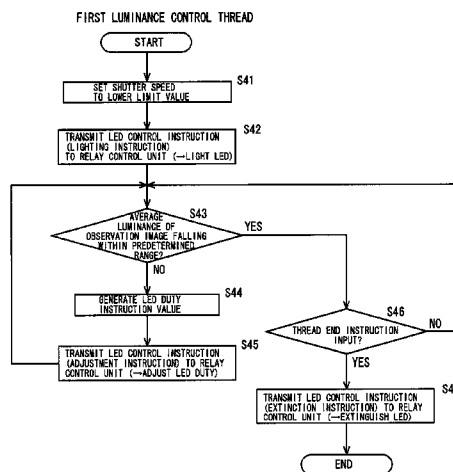 FIRST LUMINANCE CONTROL THREAD
START
S41
SET SHUTTER SPEED
TO LOWER LIMIT VALUE
S42
TRANSMIT LED CONTROL INSTRUCTION
(LIGHTING INSTRUCTION)
TO RELAY CONTROL UNIT (→LIGHT LED)
S43
AVERAGE
LUMINANCE OF
OBSERVATION IMAGE FALLING
WITHIN PREDETERMINED
RANGE?
YES
NO
S44
GENERATE LED DUTY
INSTRUCTION VALUE
S45
TRANSMIT LED CONTROL INSTRUCTION
(ADJUSTMENT INSTRUCTION) TO RELAY
CONTROL UNIT (→ADJUST LED DUTY)
S46
THREAD END INSTRUCTION
INPUT?
NO
YES
S4
TRANSMIT LED CONTROL INSTRUCTION
(EXTINCTION INSTRUCTION) TO RELAY
CONTROL UNIT (→EXTINGUISH LED)
END